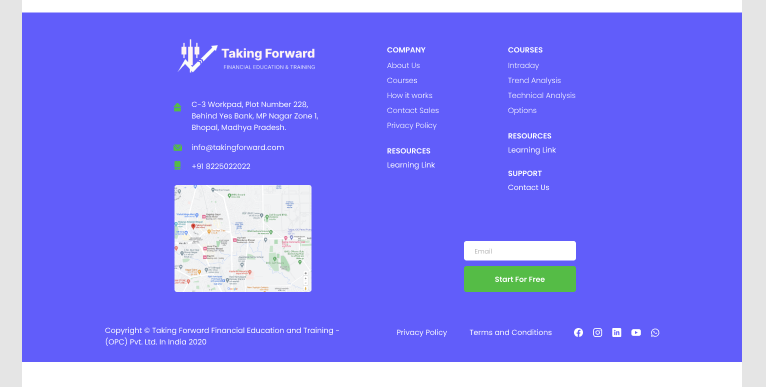 Taking Forward
FINANCIAL EDUCATION & TRAINING
C-3 Workpad, Plot Number 228,
Behind Yes Bank, MP Nagar Zone 1,
Bhopal, Madhya Pradesh.
info@takingforward.com
+91 8225022022
COMPANY
About Us
Courses
How it works
Contact Sales
Privacy Policy
RESOURCES
Learning Link
COURSES
Intraday
Trend Analysis
Technical Analysis
Options
RESOURCES
Learning Link
SUPPORT
Contact Us
Email
Start For Free
Copyright © Taking Forward Financial Education and Training -
(OPC) Pvt. Ltd. In India 2020
Privacy Policy
Terms and Conditions